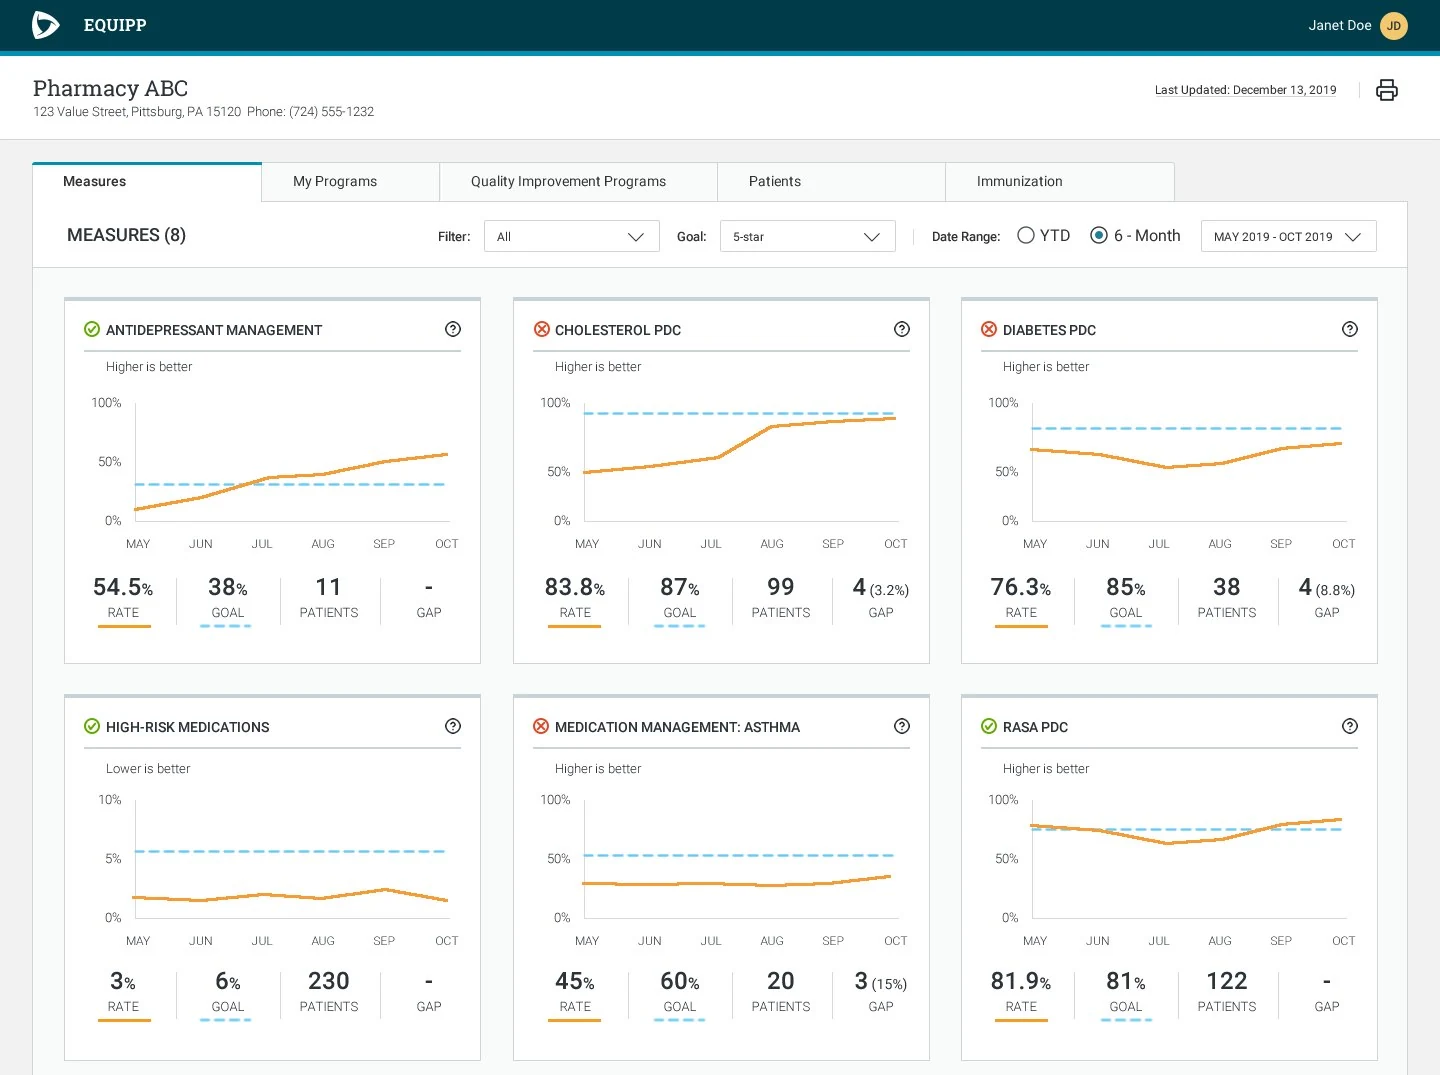 EQUIPP
Janet Doe JD
Pharmacy ABC
123 Value Street, Pittsburg, PA 15120 Phone: (724) 555-1232
Last Updated: December 13, 2019
Measures My Programs Quality Improvement Programs Patients Immunization
MEASURES (8) Filter: All Goal: 5-star Date Range: YTD 6 - Month MAY 2019 - OCT 2019
ANTIDEPRESSANT MANAGEMENT
Higher is better
100%
50%
0%
MAY JUN JUL AUG SEP OCT
54.5% 38% 11 -
RATE GOAL PATIENTS GAP
CHOLESTEROL PDC
Higher is better
100%
50%
0%
MAY JUN JUL AUG SEP OCT
83.8% 87% 99 4 (3.2%)
RATE GOAL PATIENTS GAP
DIABETES PDC
Higher is better
100%
50%
0%
MAY JUN JUL AUG SEP OCT
76.3% 85% 38 4 (8.8%)
RATE GOAL PATIENTS GAP
HIGH-RISK MEDICATIONS
Lower is better
10%
5%
0%
MAY JUN JUL AUG SEP OCT
3% 6% 230 -
RATE GOAL PATIENTS GAP
MEDICATION MANAGEMENT: ASTHMA
Higher is better
100%
50%
0%
MAY JUN JUL AUG SEP OCT
45% 60% 20 3 (15%)
RATE GOAL PATIENTS GAP
RASA PDC
Higher is better
100%
50%
0%
MAY JUN JUL AUG SEP OCT
81.9% 81% 122 -
RATE GOAL PATIENTS GAP